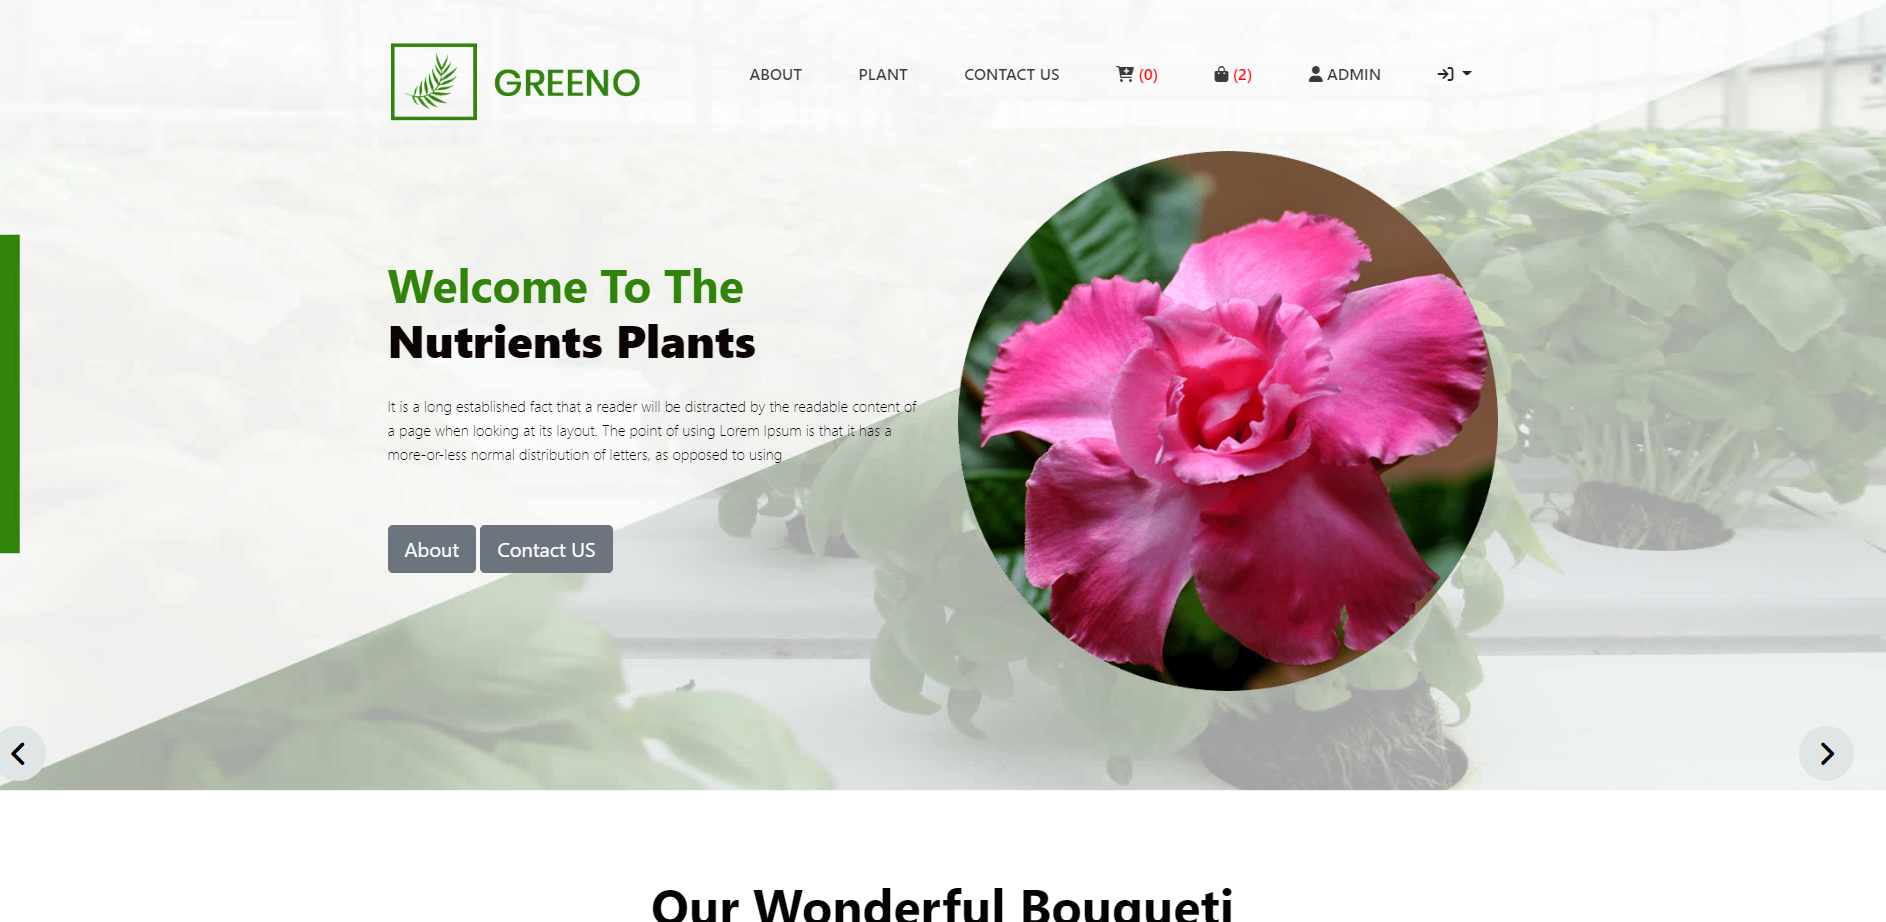 GREENO
ABOUT PLANT CONTACT US (0) (2) ADMIN
Welcome To The
Nutrients Plants
It is a long established fact that a reader will be distracted by the readable content of
a page when looking at its layout. The point of using Lorem Ipsum is that it has a
more-or-less normal distribution of letters, as opposed to using
About Contact US
Our Wonderful Bouqueti